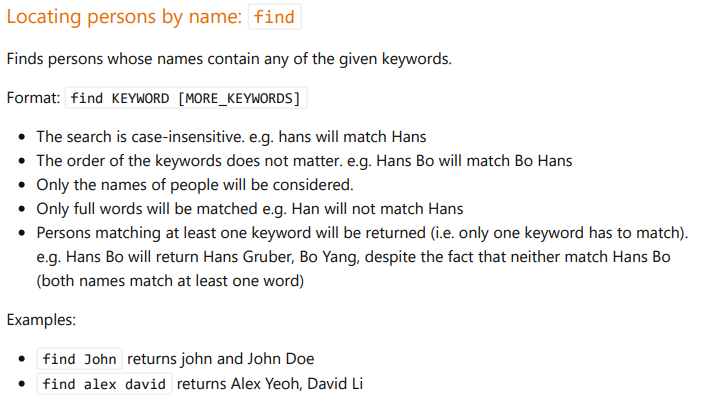 Locating persons by name: find
Finds persons whose names contain any of the given keywords.
Format: find KEYWORD [MORE_KEYWORDS]
• The search is case-insensitive. e.g. hans will match Hans
• The order of the keywords does not matter. e.g. Hans Bo will match Bo Hans
• Only the names of people will be considered.
• Only full words will be matched e.g. Han will not match Hans
• Persons matching at least one keyword will be returned (i.e. only one keyword has to match).
e.g. Hans Bo will return Hans Gruber, Bo Yang, despite the fact that neither match Hans Bo
(both names match at least one word)
Examples:
• find John returns john and John Doe
• find alex david returns Alex Yeoh, David Li